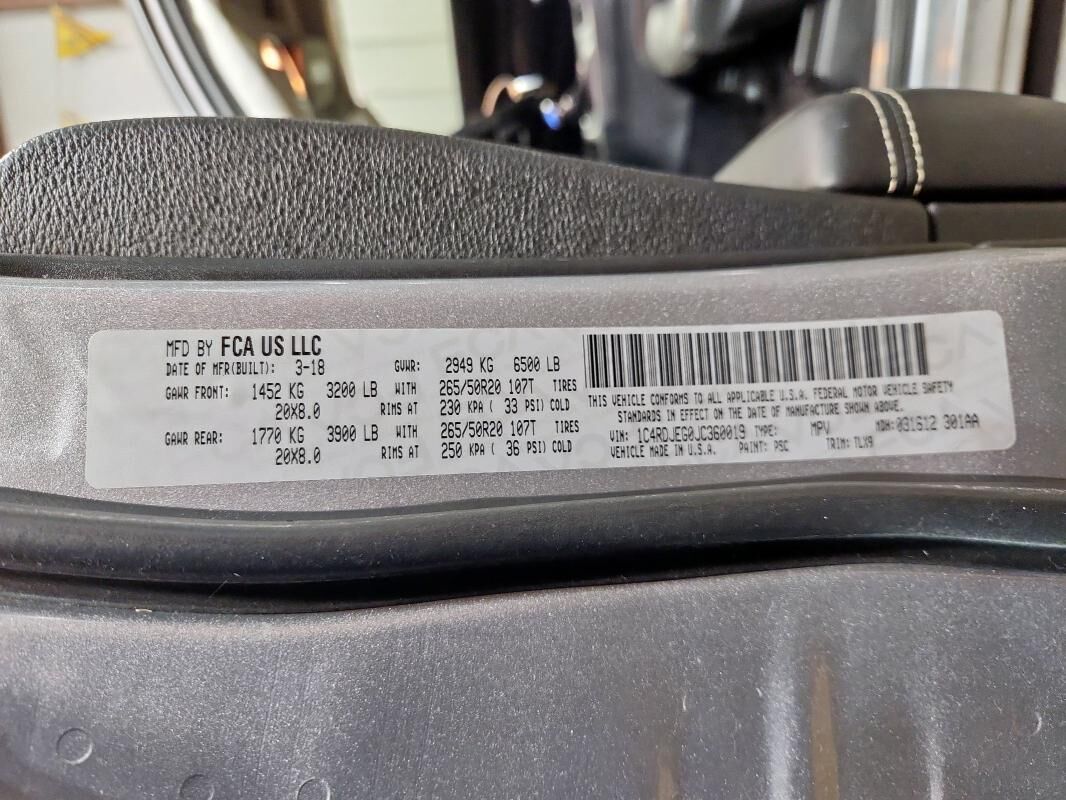 MFD BY FCA US LLC
DATE OF MFR(BUILT): 3-18 GVWR: 2949 KG 6500 LB
GAWR FRONT: 1452 KG 3200 LB WITH 265/50R20 107T TIRES
20X8.0 RIMS AT 230 KPA ( 33 PSI) COLD
GAWR REAR: 1770 KG 3900 LB WITH 265/50R20 107T TIRES
20X8.0 RIMS AT 250 KPA ( 36 PSI) COLD
THIS VEHICLE CONFORMS TO ALL APPLICABLE U.S.A. FEDERAL MOTOR VEHICLE SAFETY
STANDARDS IN EFFECT ON THE DATE OF MANUFACTURE SHOWN ABOVE.
VIN: 1C4RDJEG0JC360019 TYPE: MPV MDH: 031612 301AA
VEHICLE MADE IN U.S.A. PAINT: PSC TRIM: TLX9